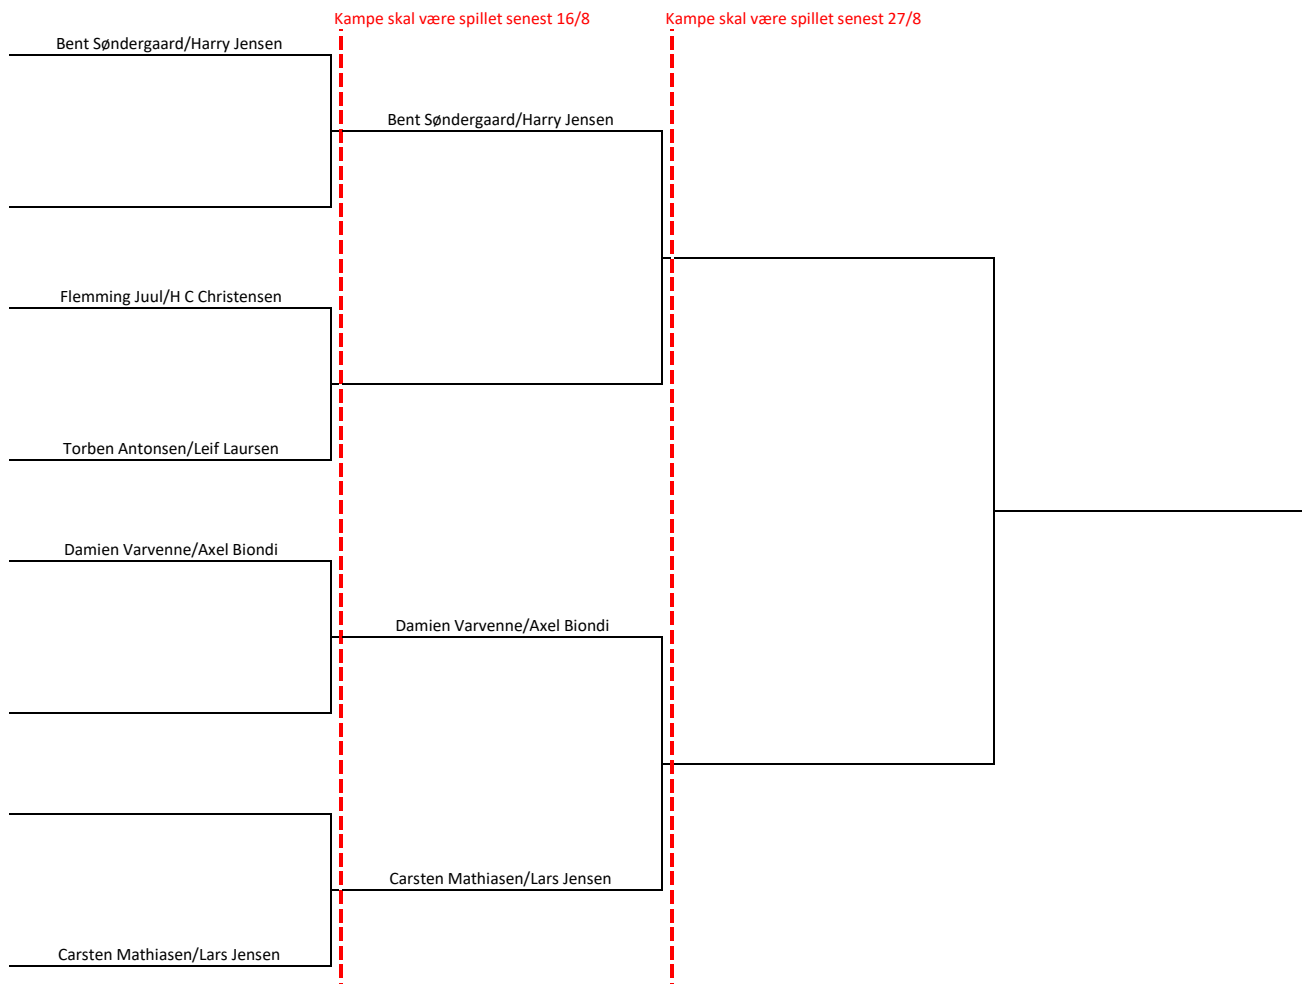 Kampe skal være spillet senest 16/8
Kampe skal være spillet senest 27/8
Bent Søndergaard/Harry Jensen
Bent Søndergaard/Harry Jensen
Flemming Juul/H C Christensen
Torben Antonsen/Leif Laursen
Damien Varvenne/Axel Biondi
Damien Varvenne/Axel Biondi
Carsten Mathiasen/Lars Jensen
Carsten Mathiasen/Lars Jensen